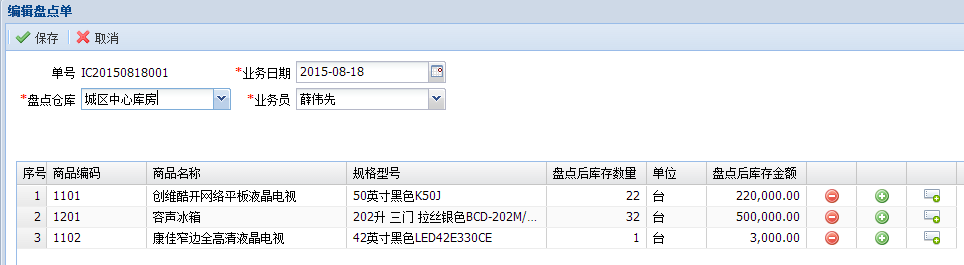 编辑盘点单
保存 取消
单号 IC20150818001 *业务日期 2015-08-18
*盘点仓库 城区中心库房 *业务员 薛伟先
序号 商品编码 商品名称 规格型号 盘点后库存数量 单位 盘点后库存金额
1 1101 创维酷开网络平板液晶电视 50英寸黑色K50J 22 台 220,000.00
2 1201 容声冰箱 202升 三门 拉丝银色BCD-202M/... 32 台 500,000.00
3 1102 康佳窄边全高清液晶电视 42英寸黑色LED42E330CE 1 台 3,000.00